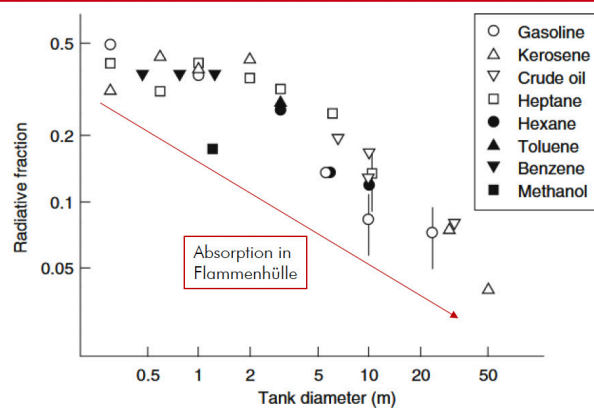 0.5
0.2
0.1
0.05
Radiative fraction
0.5 1 2 5 10 20 50
Tank diameter (m)
Absorption in
Flammenhülle
Gasoline
Kerosene
Crude oil
Heptane
Hexane
Toluene
Benzene
Methanol